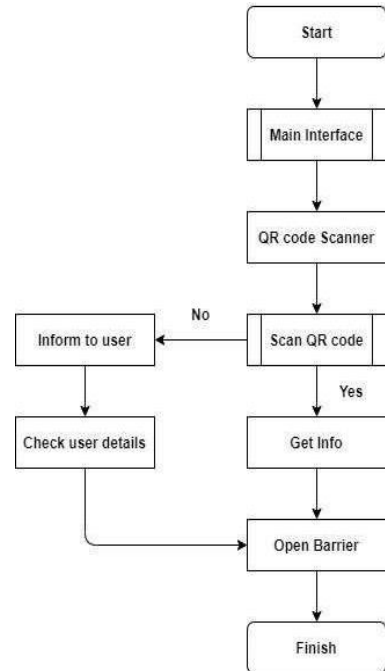 Start
Main Interface
QR code Scanner
No
Inform to user
Scan QR code
Yes
Check user details
Get Info
Open Barrier
Finish